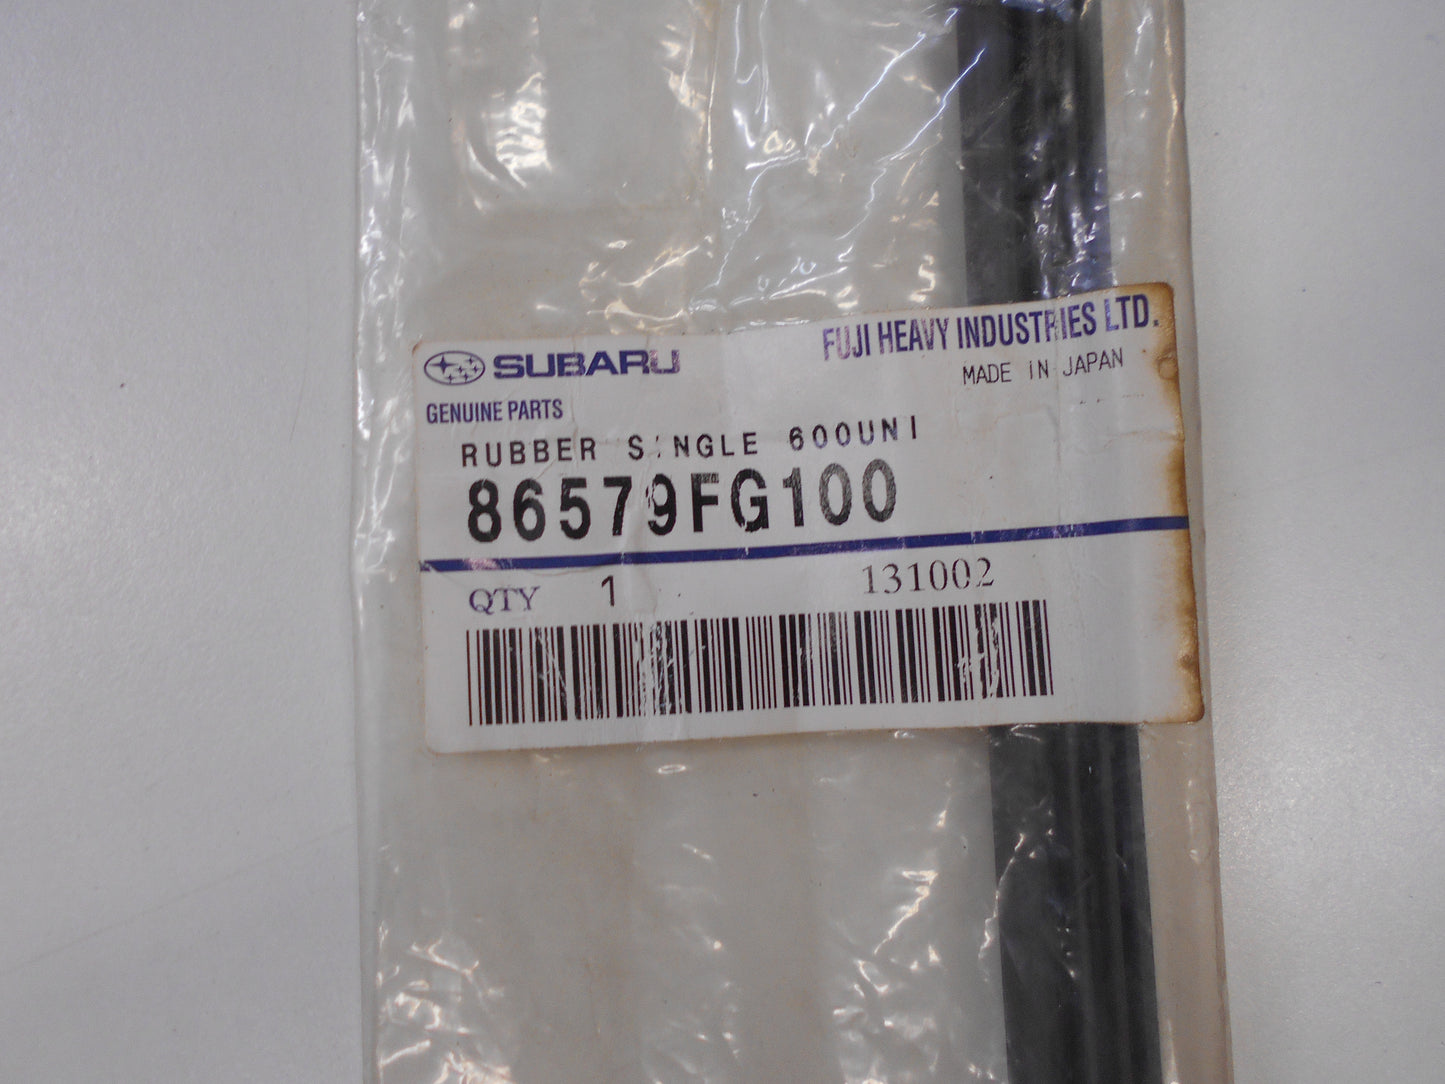 SUBARU
FUJI HEAVY INDUSTRIES LTD.
MADE IN JAPAN
GENUINE PARTS
RUBBER SINGLE 600UNI
86579FG100
QTY 1 131002